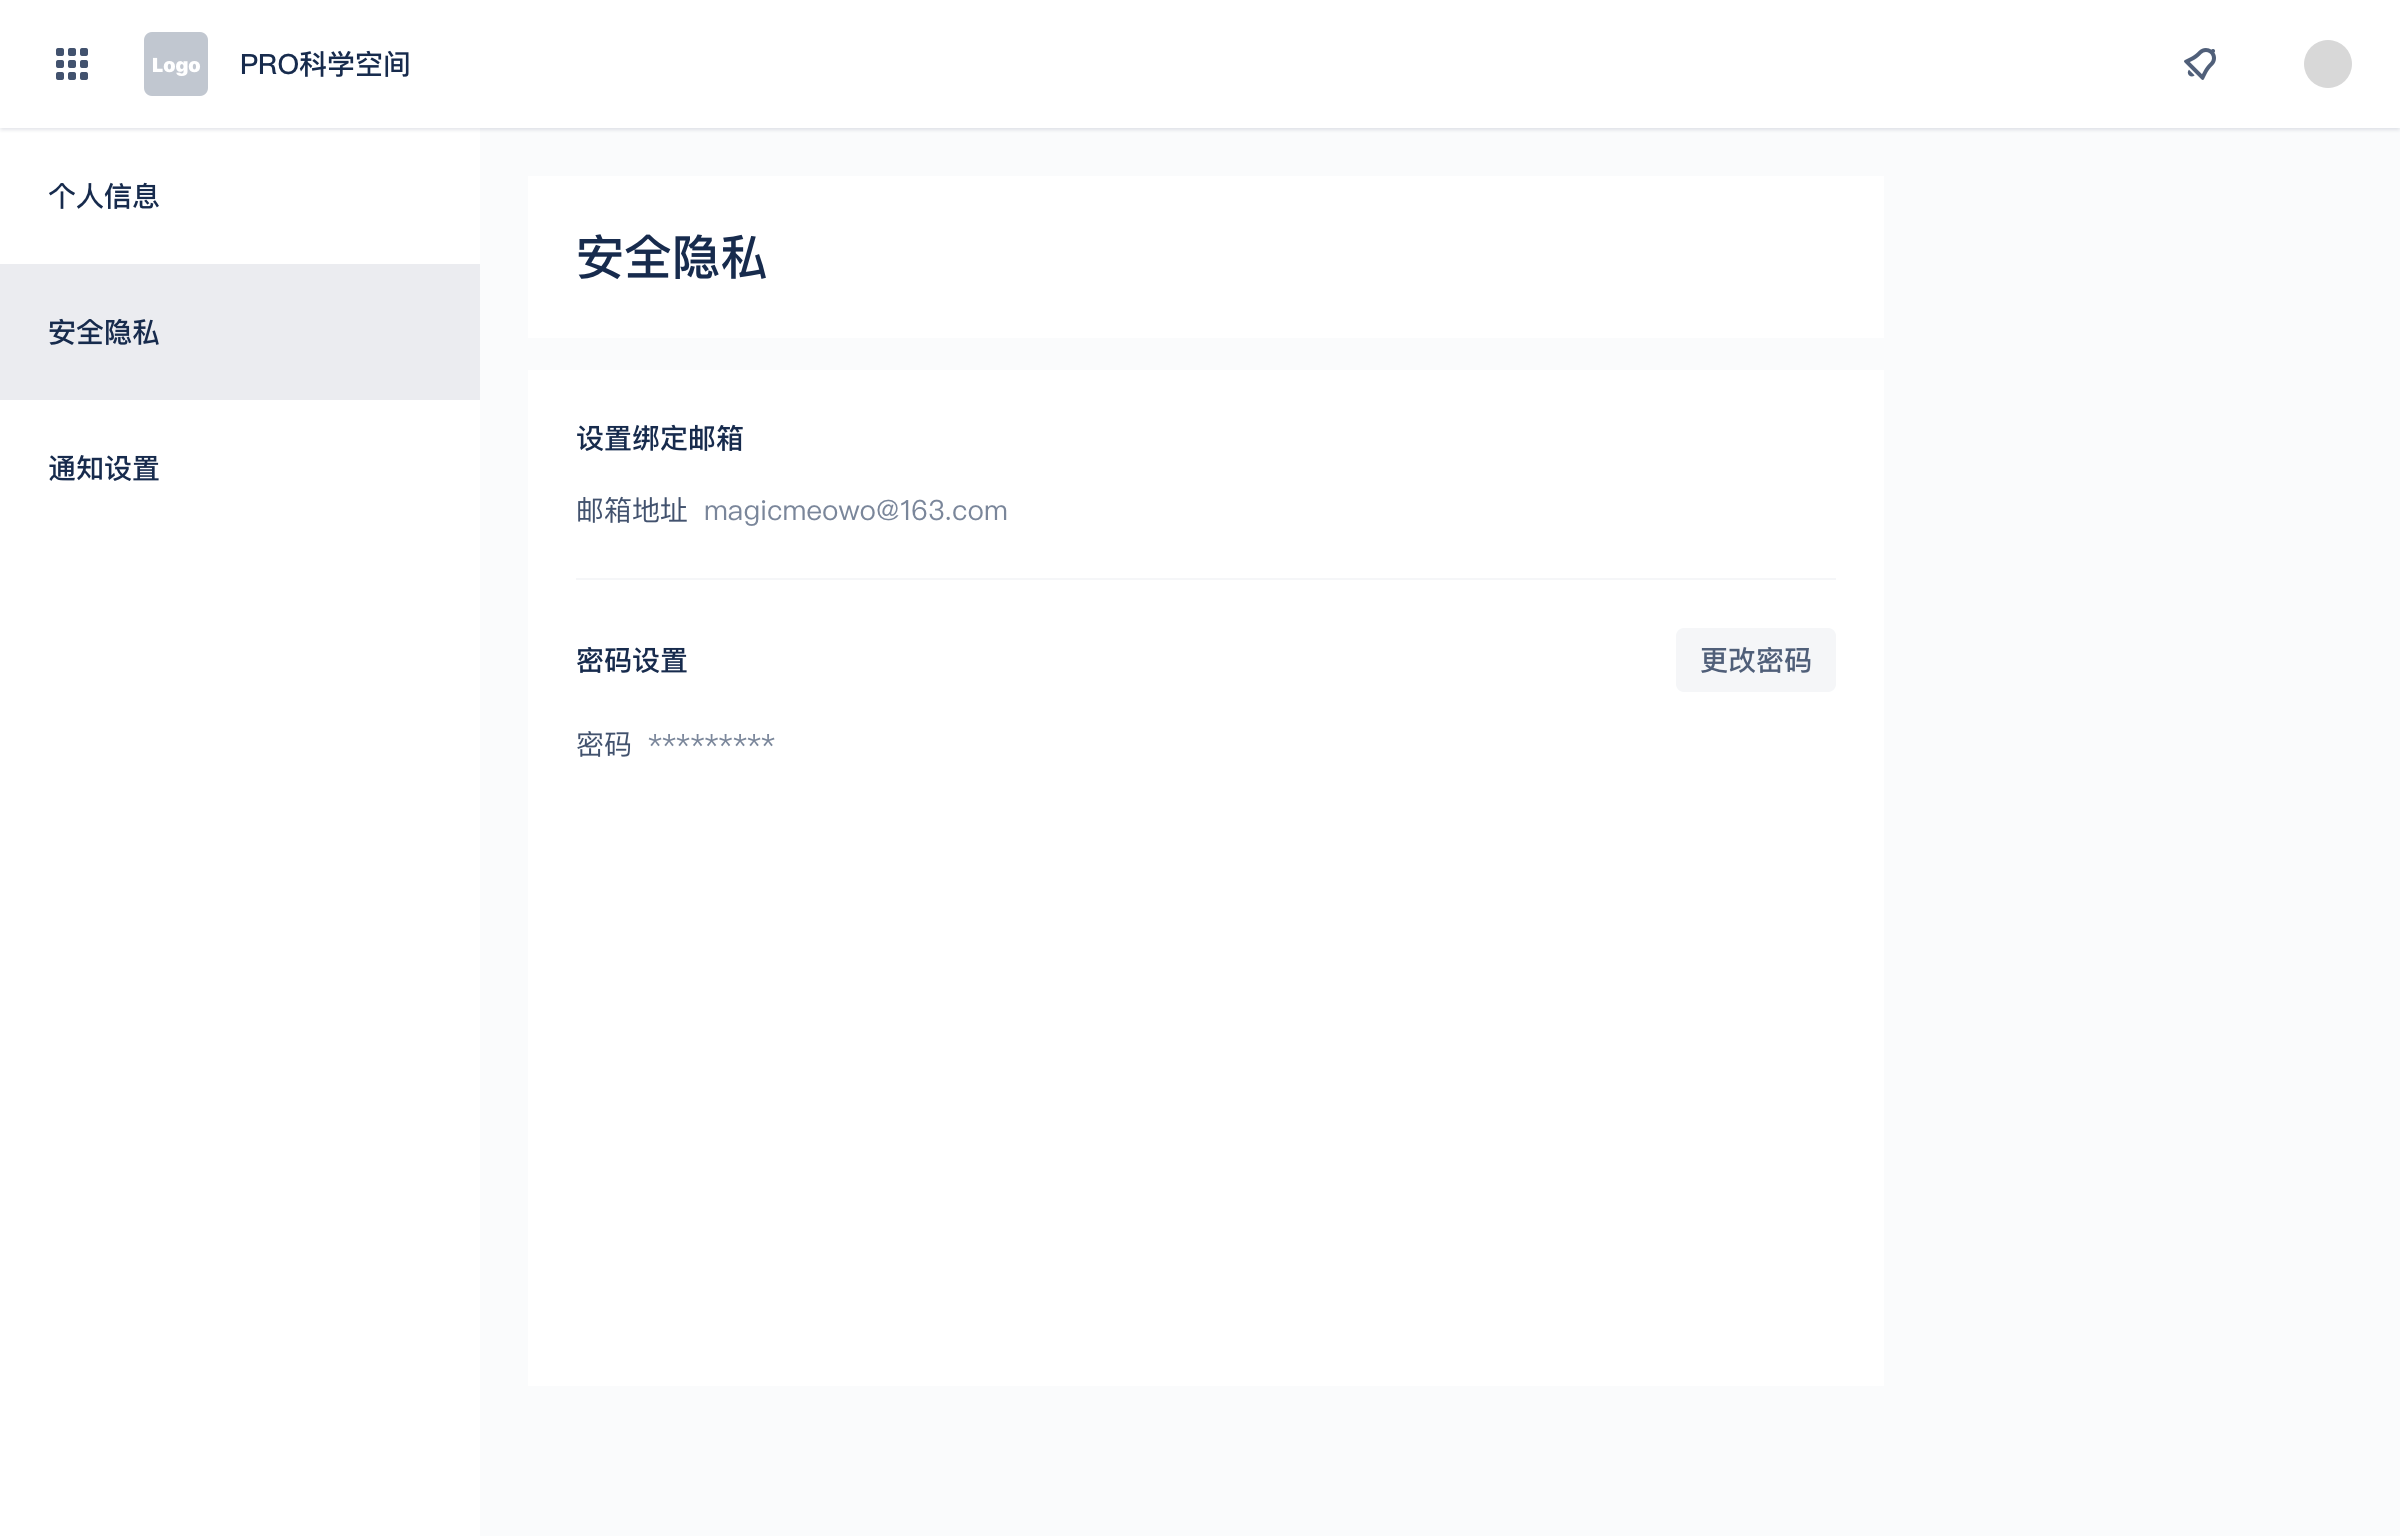 Logo
PRO科学空间
个人信息
安全隐私
通知设置
安全隐私
设置绑定邮箱
邮箱地址 magicmeowo@163.com
密码设置
更改密码
密码 *********